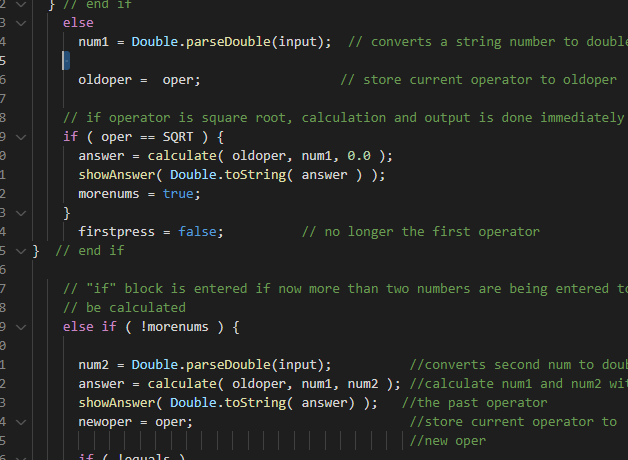 2 } // end if
3 else
4 num1 = Double.parseDouble(input); // converts a string number to double
5
6 oldoper = oper; // store current operator to oldoper
7
8 // if operator is square root, calculation and output is done immediately
9 if ( oper == SQRT ) {
0 answer = calculate( oldoper, num1, 0.0 );
1 showAnswer( Double.toString( answer ) );
2 morenums = true;
3 }
4 firstpress = false; // no longer the first operator
5 } // end if
6
7 // "if" block is entered if now more than two numbers are being entered to
8 // be calculated
9 else if ( !morenums ) {
0
1 num2 = Double.parseDouble(input); //converts second num to doub
2 answer = calculate( oldoper, num1, num2 ); //calculate num1 and num2 wit
3 showAnswer( Double.toString( answer) ); //the past operator
4 newoper = oper; //store current operator to
5 //new oper
6 if ( !equals )